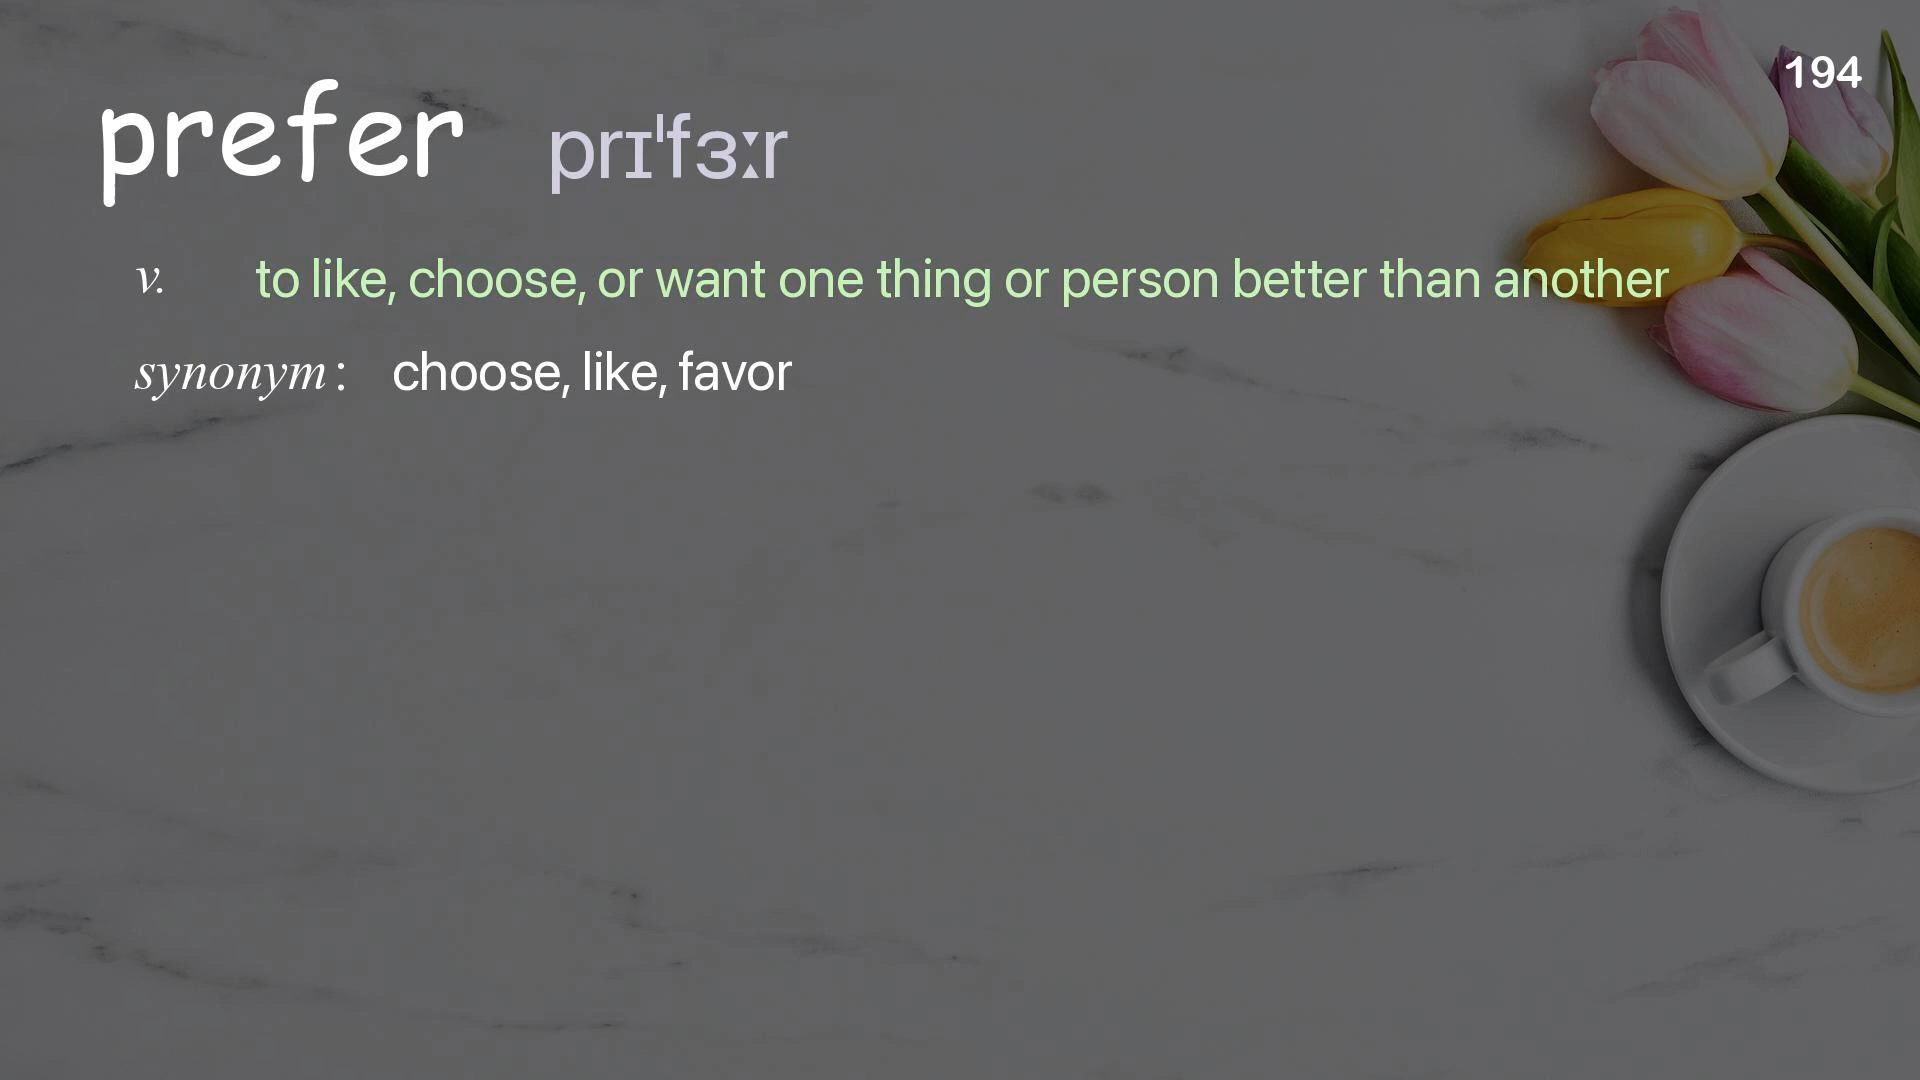 194
prefer prɪˈfɜːr
v. to like, choose, or want one thing or person better than another
synonym: choose, like, favor